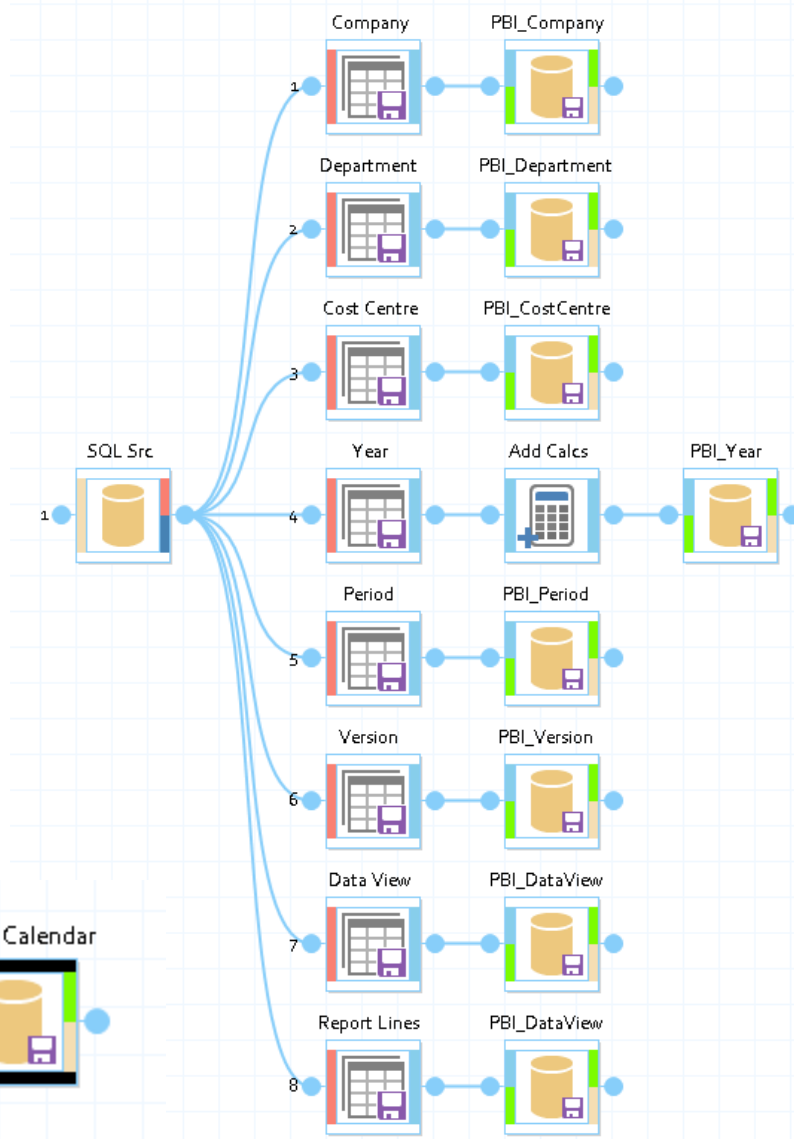 Company PBI_Company
1
Department PBI_Department
2
Cost Centre PBI_CostCentre
3
SQL Src Year Add Calcs PBI_Year
1 4
Period PBI_Period
5
Version PBI_Version
6
Data View PBI_DataView
7
Calendar
Report Lines PBI_DataView
8